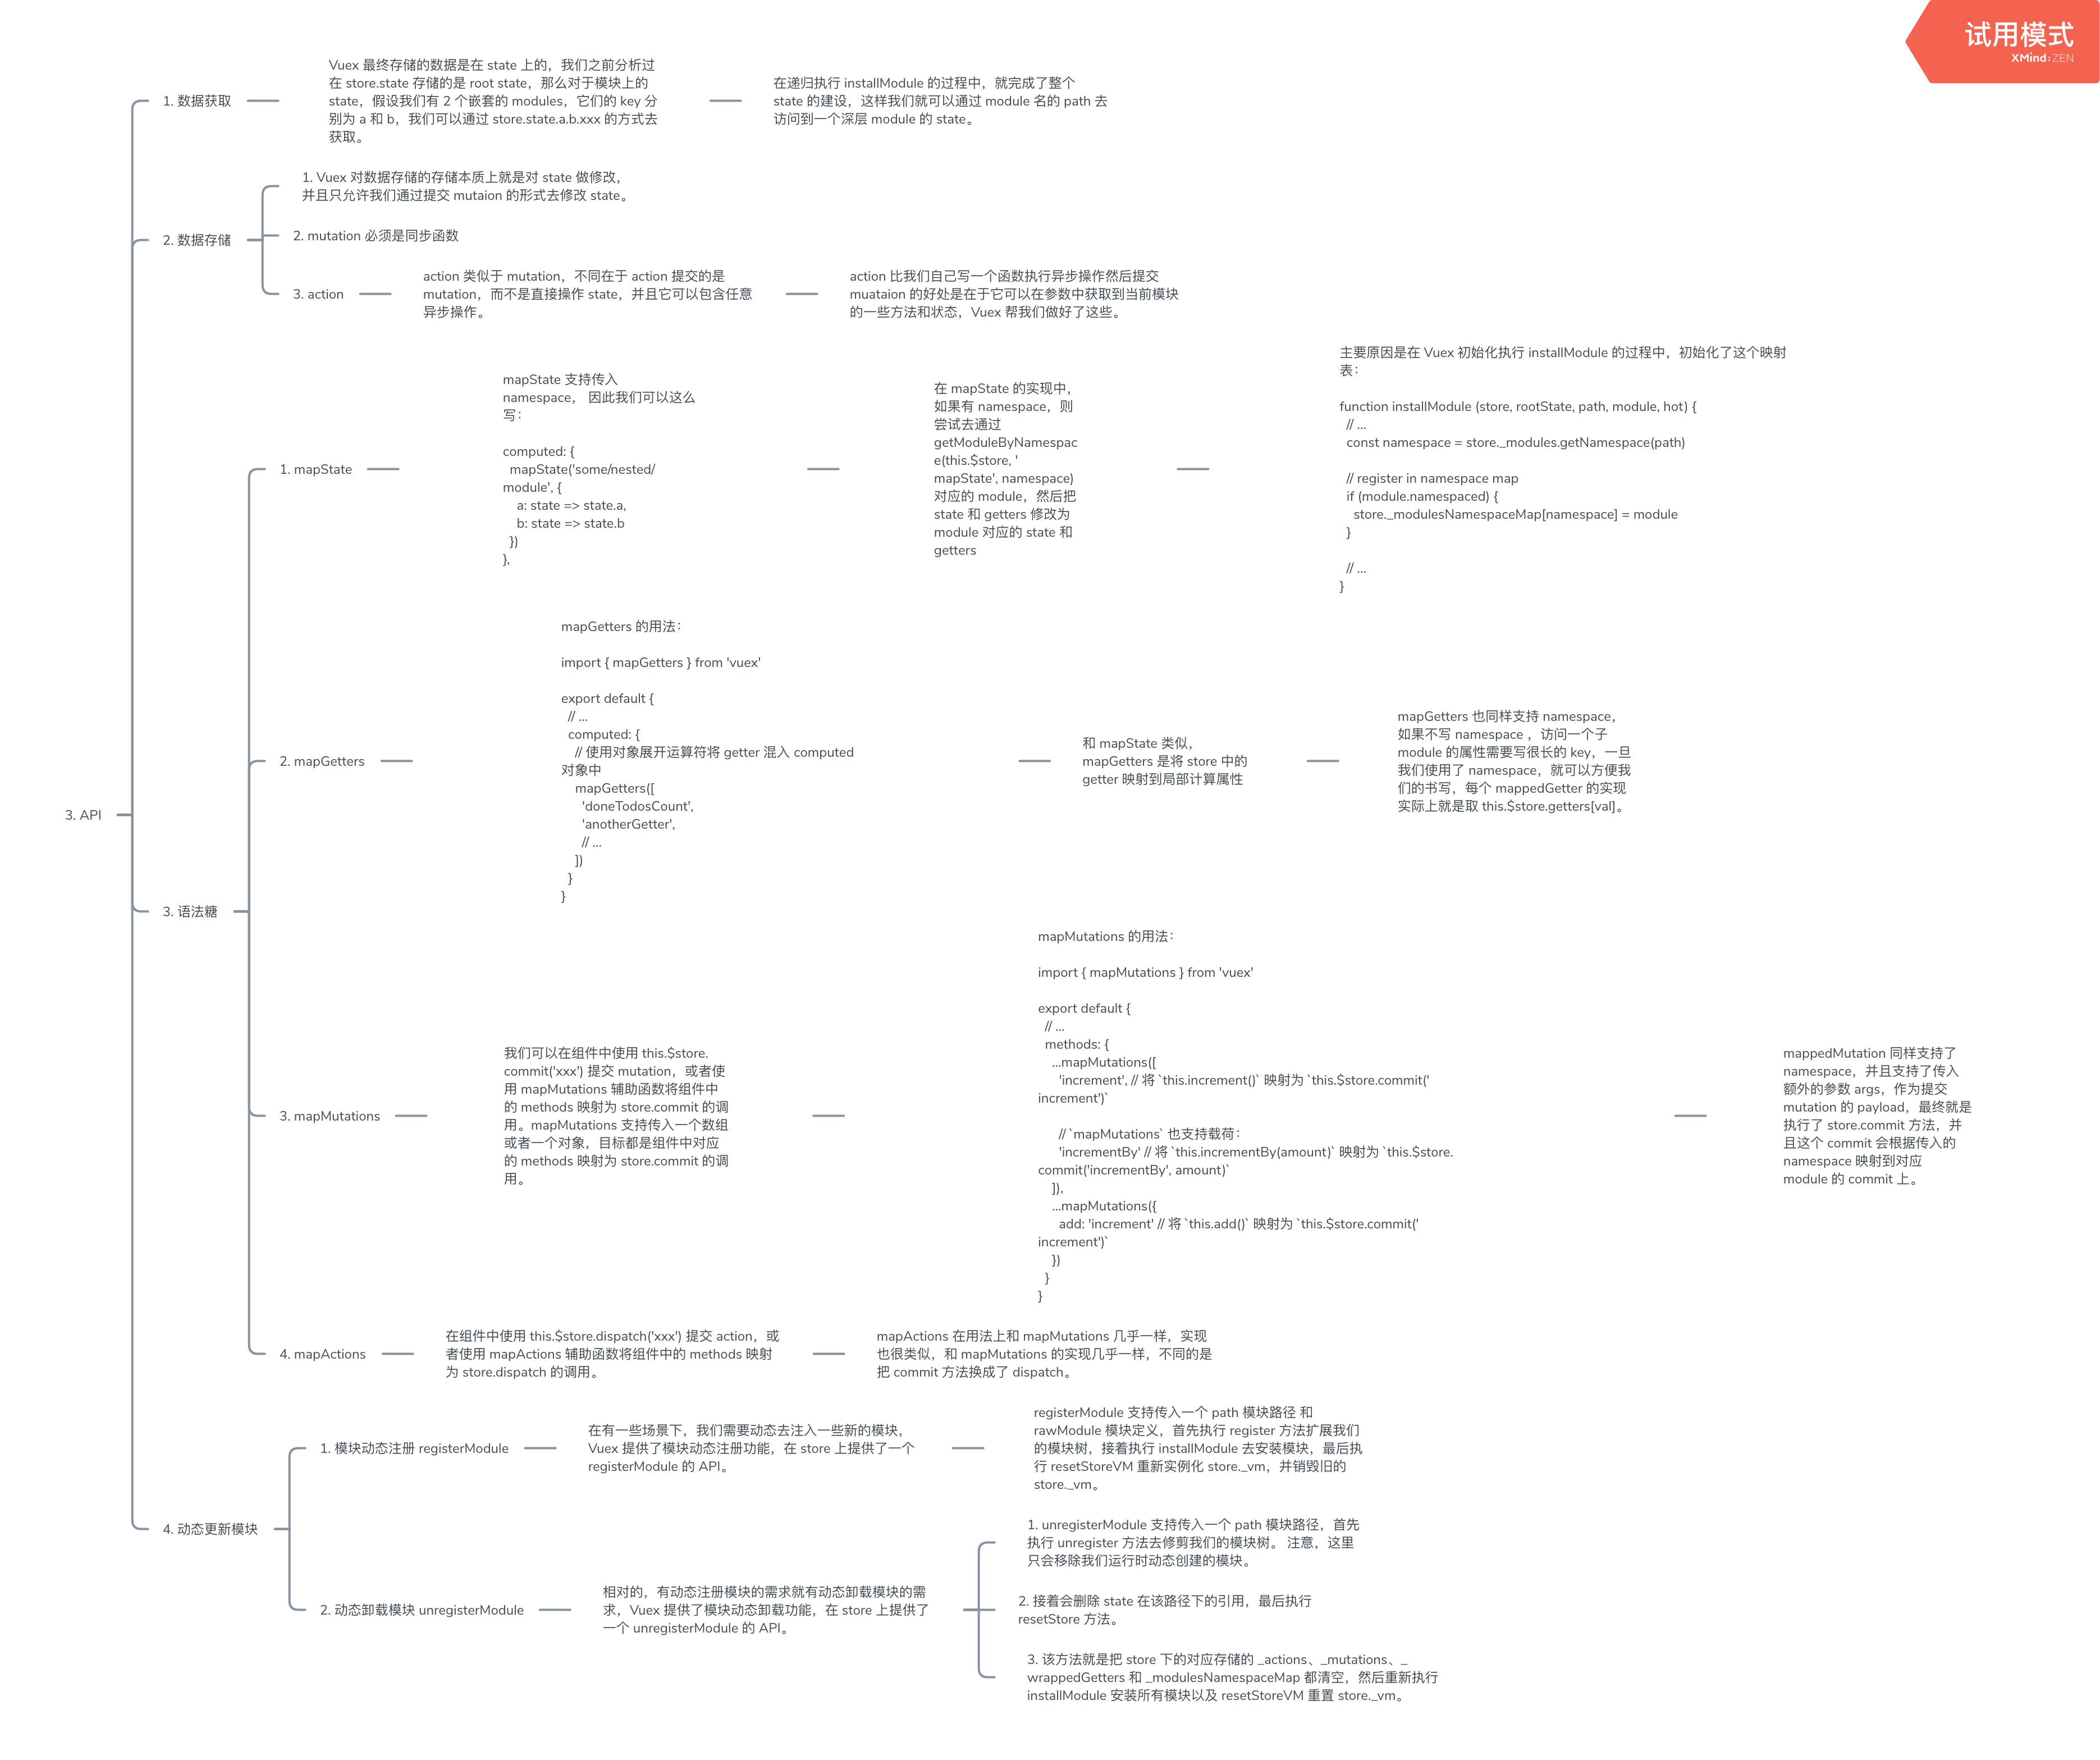 试用模式
XMind:ZEN
3. API
1. 数据获取
Vuex 最终存储的数据是在 state 上的，我们之前分析过
在 store.state 存储的是 root state，那么对于模块上的
state，假设我们有 2 个嵌套的 modules，它们的 key 分
别为 a 和 b，我们可以通过 store.state.a.b.xxx 的方式去
获取。
在递归执行 installModule 的过程中，就完成了整个
state 的建设，这样我们就可以通过 module 名的 path 去
访问到一个深层 module 的 state。
2. 数据存储
1. Vuex 对数据存储的存储本质上就是对 state 做修改，
并且只允许我们通过提交 mutaion 的形式去修改 state。
2. mutation 必须是同步函数
3. action
action 类似于 mutation，不同在于 action 提交的是
mutation，而不是直接操作 state，并且它可以包含任意
异步操作。
action 比我们自己写一个函数执行异步操作然后提交
muataion 的好处是在于它可以在参数中获取到当前模块
的一些方法和状态，Vuex 帮我们做好了这些。
3. 语法糖
1. mapState
mapState 支持传入
namespace， 因此我们可以这么
写：
computed: {
mapState('some/nested/
module', {
a: state => state.a,
b: state => state.b
})
},
在 mapState 的实现中，
如果有 namespace，则
尝试去通过
getModuleByNamespac
e(this.$store, '
mapState', namespace)
对应的 module，然后把
state 和 getters 修改为
module 对应的 state 和
getters
主要原因是在 Vuex 初始化执行 installModule 的过程中，初始化了这个映射
表：
function installModule (store, rootState, path, module, hot) {
// ...
const namespace = store._modules.getNamespace(path)
// register in namespace map
if (module.namespaced) {
store._modulesNamespaceMap[namespace] = module
}
// ...
}
2. mapGetters
mapGetters 的用法：
import { mapGetters } from 'vuex'
export default {
// ...
computed: {
// 使用对象展开运算符将 getter 混入 computed
对象中
mapGetters([
'doneTodosCount',
'anotherGetter',
// ...
])
}
}
和 mapState 类似，
mapGetters 是将 store 中的
getter 映射到局部计算属性
mapGetters 也同样支持 namespace，
如果不写 namespace ，访问一个子
module 的属性需要写很长的 key，一旦
我们使用了 namespace，就可以方便我
们的书写，每个 mappedGetter 的实现
实际上就是取 this.$store.getters[val]。
3. mapMutations
我们可以在组件中使用 this.$store.
commit('xxx') 提交 mutation，或者使
用 mapMutations 辅助函数将组件中
的 methods 映射为 store.commit 的调
用。mapMutations 支持传入一个数组
或者一个对象，目标都是组件中对应
的 methods 映射为 store.commit 的调
用。
mapMutations 的用法：
import { mapMutations } from 'vuex'
export default {
// ...
methods: {
...mapMutations([
'increment', // 将 `this.increment()` 映射为 `this.$store.commit('
increment')`
// `mapMutations` 也支持载荷：
'incrementBy' // 将 `this.incrementBy(amount)` 映射为 `this.$store.
commit('incrementBy', amount)`
]),
...mapMutations({
add: 'increment' // 将 `this.add()` 映射为 `this.$store.commit('
increment')`
})
}
}
mappedMutation 同样支持了
namespace，并且支持了传入
额外的参数 args，作为提交
mutation 的 payload，最终就是
执行了 store.commit 方法，并
且这个 commit 会根据传入的
namespace 映射到对应
module 的 commit 上。
4. mapActions
在组件中使用 this.$store.dispatch('xxx') 提交 action，或
者使用 mapActions 辅助函数将组件中的 methods 映射
为 store.dispatch 的调用。
mapActions 在用法上和 mapMutations 几乎一样，实现
也很类似，和 mapMutations 的实现几乎一样，不同的是
把 commit 方法换成了 dispatch。
4. 动态更新模块
1. 模块动态注册 registerModule
在有一些场景下，我们需要动态去注入一些新的模块，
Vuex 提供了模块动态注册功能，在 store 上提供了一个
registerModule 的 API。
registerModule 支持传入一个 path 模块路径 和
rawModule 模块定义，首先执行 register 方法扩展我们
的模块树，接着执行 installModule 去安装模块，最后执
行 resetStoreVM 重新实例化 store._vm，并销毁旧的
store._vm。
2. 动态卸载模块 unregisterModule
相对的，有动态注册模块的需求就有动态卸载模块的需
求，Vuex 提供了模块动态卸载功能，在 store 上提供了
一个 unregisterModule 的 API。
1. unregisterModule 支持传入一个 path 模块路径，首先
执行 unregister 方法去修剪我们的模块树。 注意，这里
只会移除我们运行时动态创建的模块。
2. 接着会删除 state 在该路径下的引用，最后执行
resetStore 方法。
3. 该方法就是把 store 下的对应存储的 _actions、_mutations、_
wrappedGetters 和 _modulesNamespaceMap 都清空，然后重新执行
installModule 安装所有模块以及 resetStoreVM 重置 store._vm。